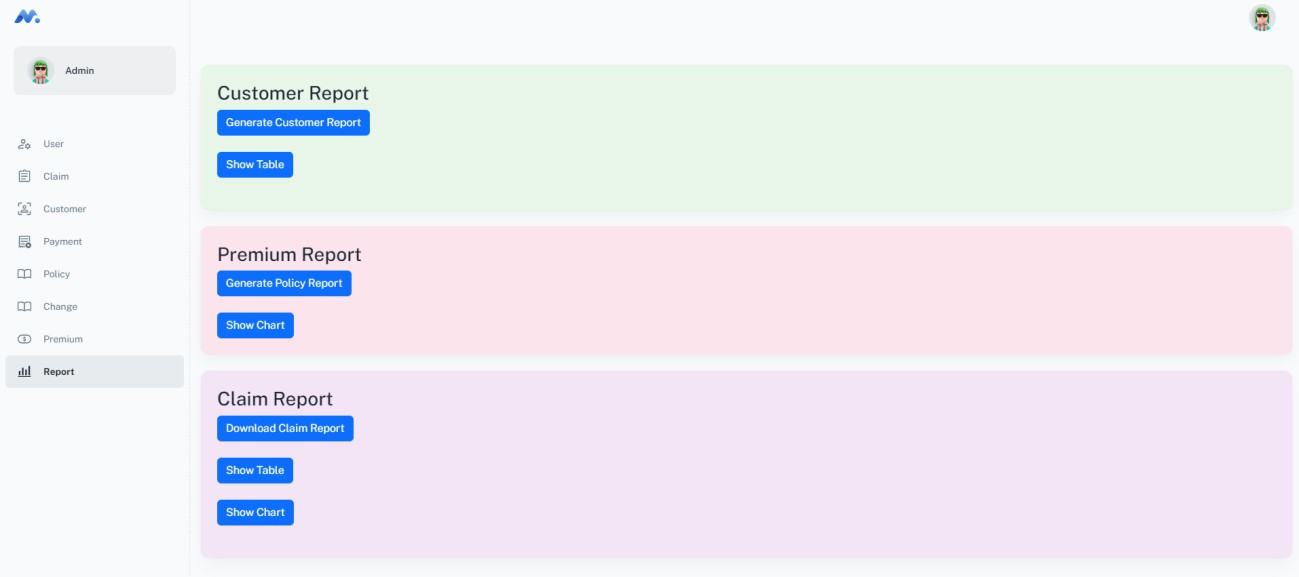 Admin
User
Claim
Customer
Payment
Policy
Change
Premium
Report
Customer Report
Generate Customer Report
Show Table
Premium Report
Generate Policy Report
Show Chart
Claim Report
Download Claim Report
Show Table
Show Chart